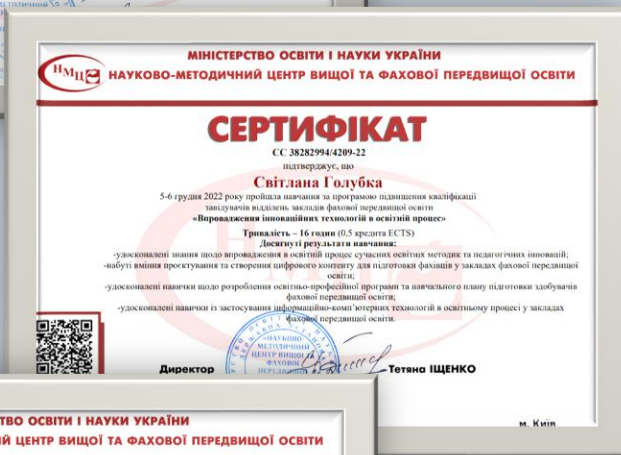 МІНІСТЕРСТВО ОСВІТИ І НАУКИ УКРАЇНИ
НМЦ НАУКОВО-МЕТОДИЧНИЙ ЦЕНТР ВИЩОЇ ТА ФАХОВОЇ ПЕРЕДВИЩОЇ ОСВІТИ
СЕРТИФІКАТ
СС 38282994/4209-22
підтверджує, що
Світлана Голубка
5-6 грудня 2022 року пройшла навчання за програмою підвищення кваліфікації
завідувачів відділень закладів фахової передвищої освіти
«Впровадження інноваційних технологій в освітній процес»
Тривалість – 16 годин (0,5 кредита ECTS)
Досягнуті результати навчання:
-удосконалені знання щодо впровадження в освітній процес сучасних освітніх методик та педагогічних інновацій;
-набуті вміння проєктування та створення цифрового контенту для підготовки фахівців у закладах фахової передвищої
освіти;
-удосконалені навички щодо розроблення освітньо-професійної програми та навчального плану підготовки здобувачів
фахової передвищої освіти;
-удосконалені навички із застосування інформаційно-комп'ютерних технологій в освітньому процесі у закладах
фахової передвищої освіти.
Директор Тетяна ІЩЕНКО
м. Київ
ТВО ОСВІТИ І НАУКИ УКРАЇНИ
Й ЦЕНТР ВИЩОЇ ТА ФАХОВОЇ ПЕРЕДВИЩОЇ ОСВІТИ